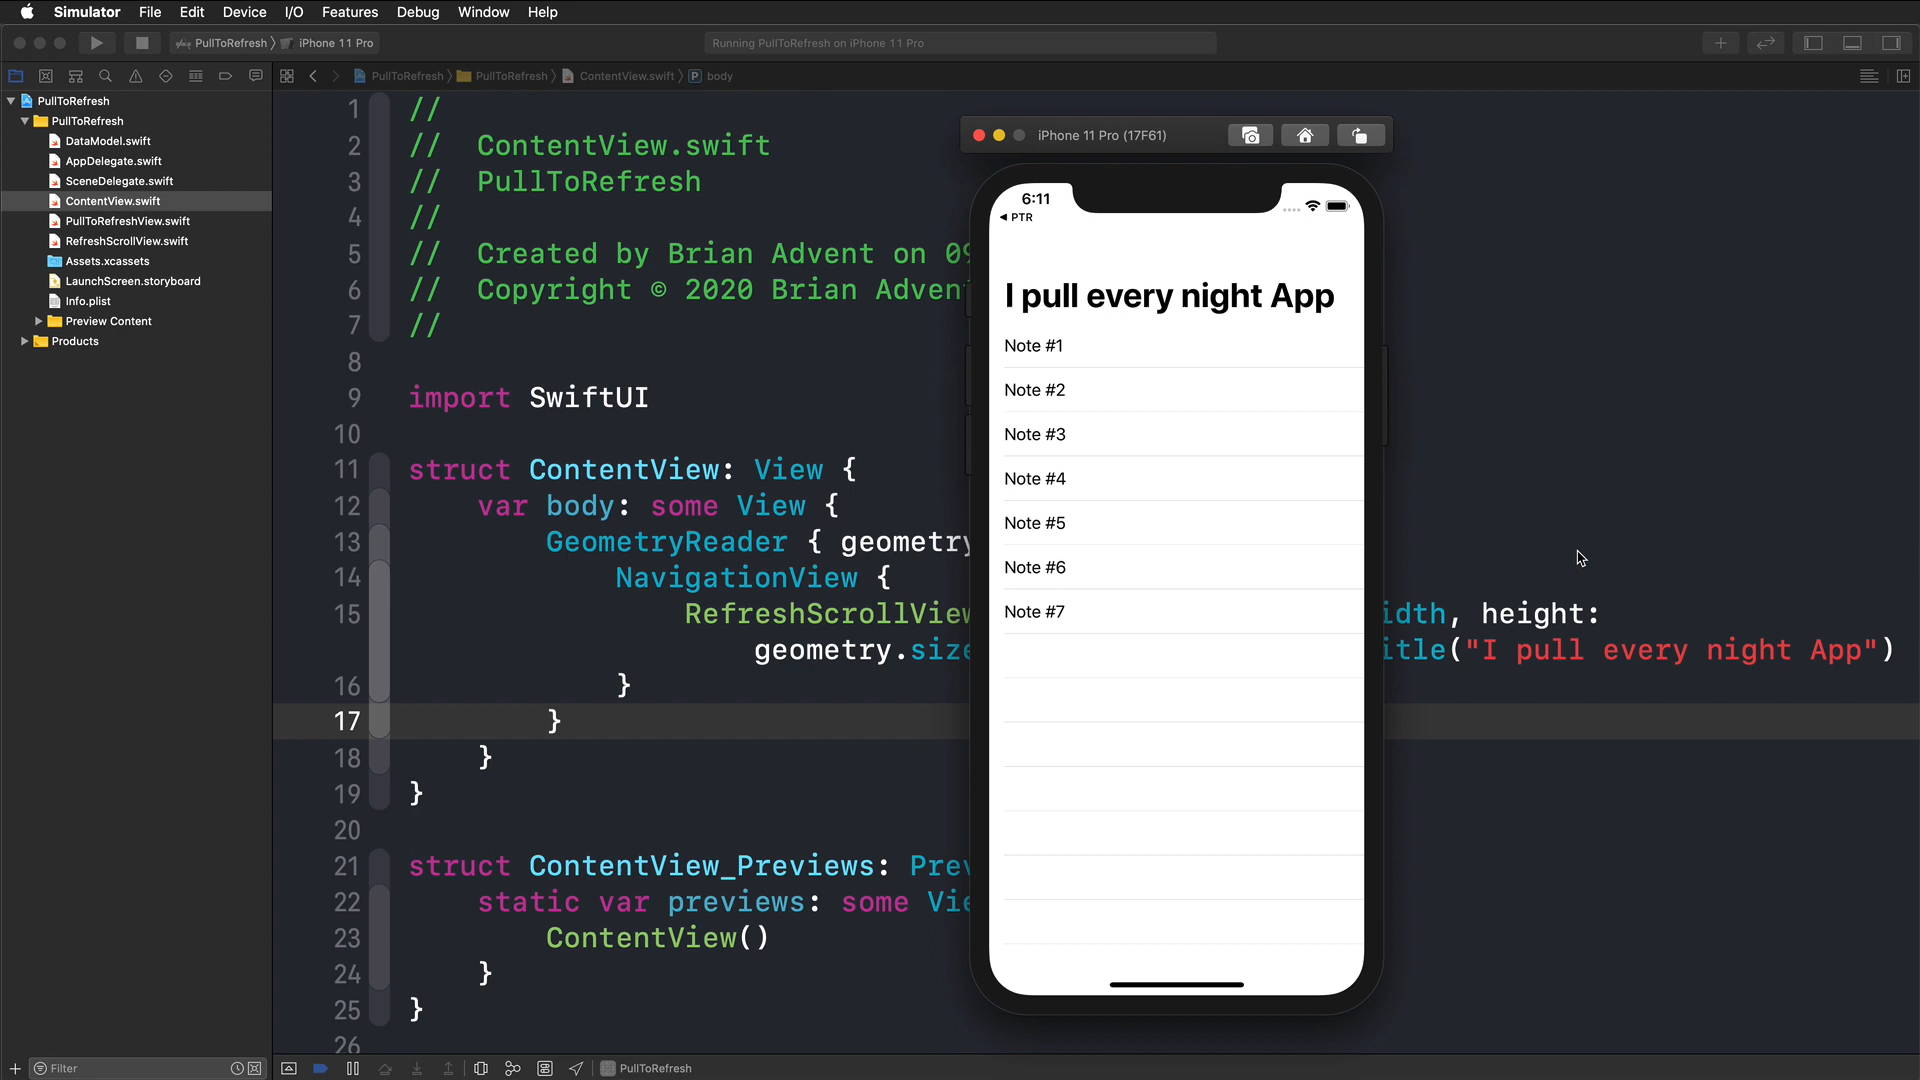 Simulator File Edit Device I/O Features Debug Window Help
PullToRefresh iPhone 11 Pro
Running PullToRefresh on iPhone 11 Pro
PullToRefresh PullToRefresh ContentView.swift P body
PullToRefresh
PullToRefresh
DataModel.swift
AppDelegate.swift
SceneDelegate.swift
ContentView.swift
PullToRefreshView.swift
RefreshScrollView.swift
Assets.xcassets
LaunchScreen.storyboard
Info.plist
Preview Content
Products
Filter
1 //
2 // ContentView.swift
3 // PullToRefresh
4 //
5 // Created by Brian Advent on 09
6 // Copyright © 2020 Brian Advent
7 //
8
9 import SwiftUI
10
11 struct ContentView: View {
12 var body: some View {
13 GeometryReader { geometry
14 NavigationView {
15 RefreshScrollView idth, height:
geometry.size itle("I pull every night App")
16 }
17 }
18 }
19 }
20
21 struct ContentView_Previews: Prev
22 static var previews: some Vie
23 ContentView()
24 }
25 }
26
iPhone 11 Pro (17F61)
6:11
◀ PTR
I pull every night App
Note #1
Note #2
Note #3
Note #4
Note #5
Note #6
Note #7
PullToRefresh